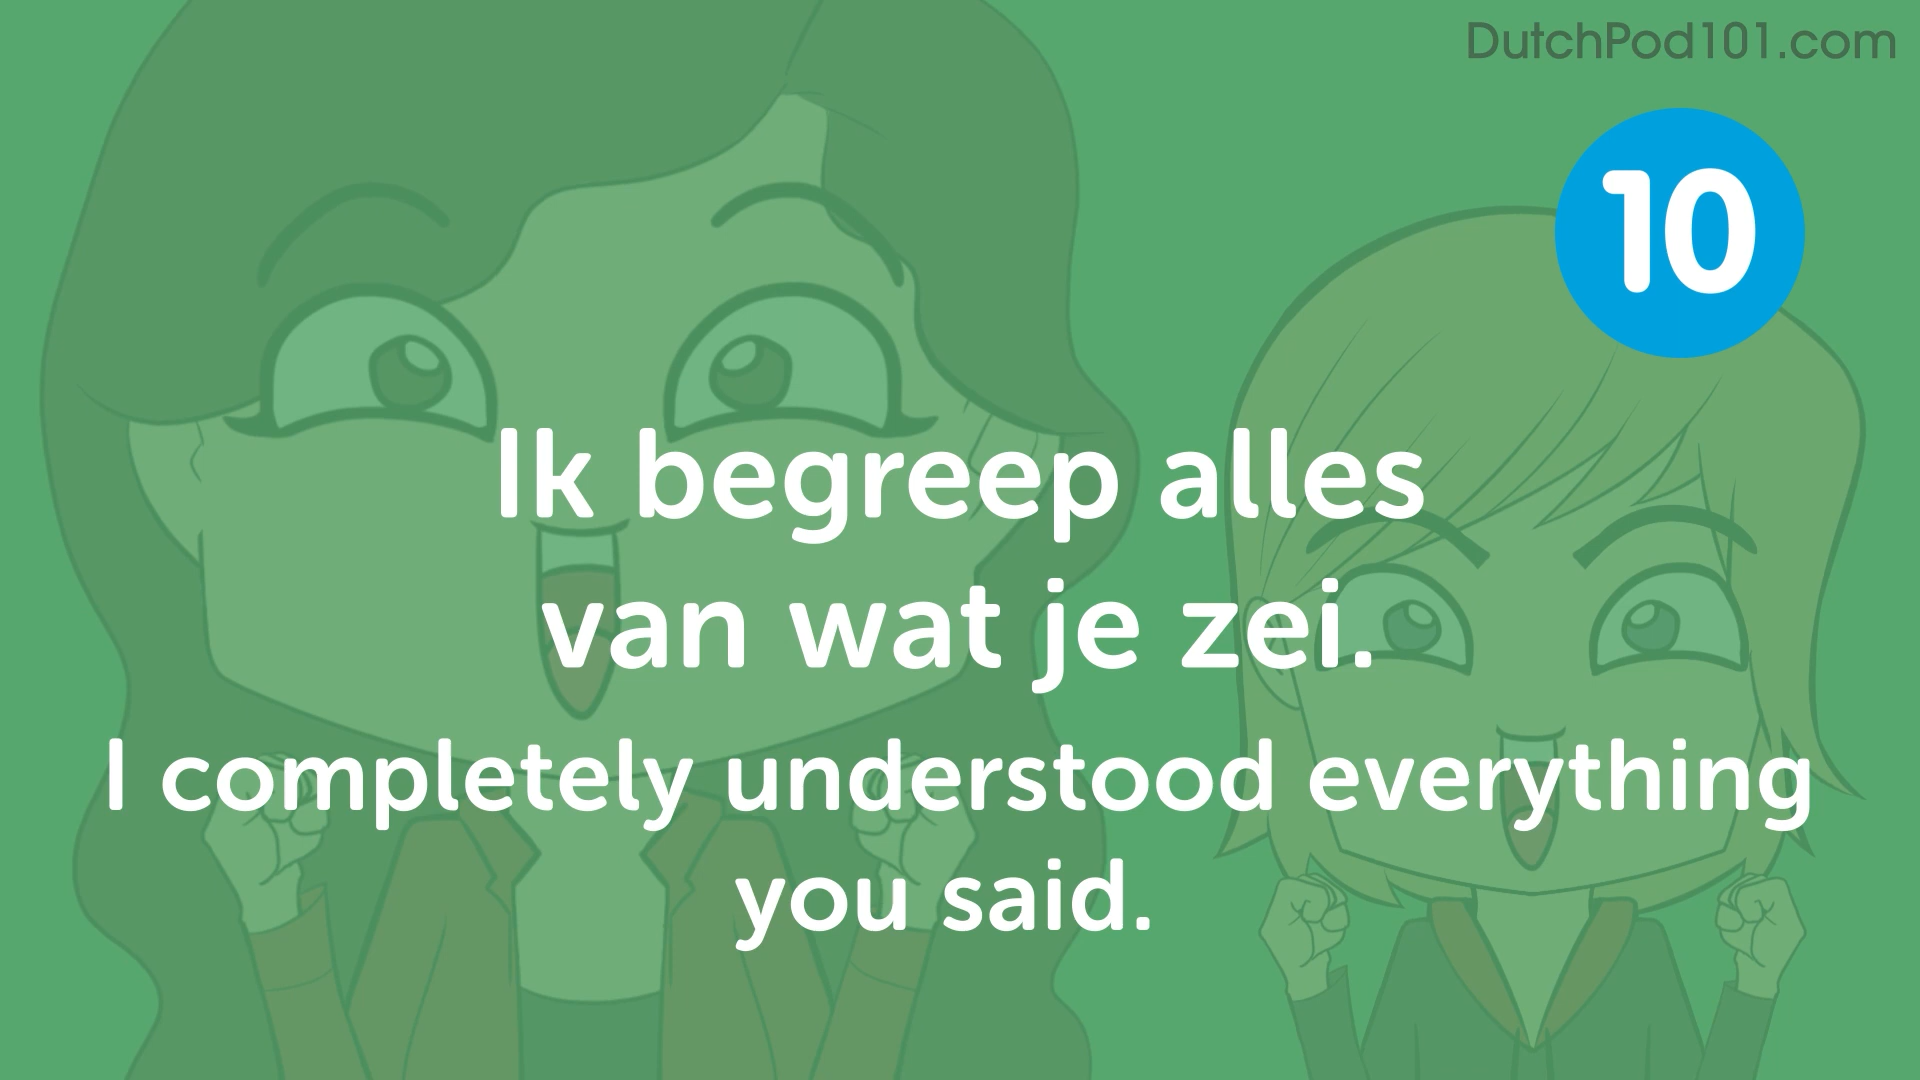 DutchPod101.com
10
Ik begreep alles
van wat je zei.
I completely understood everything
you said.